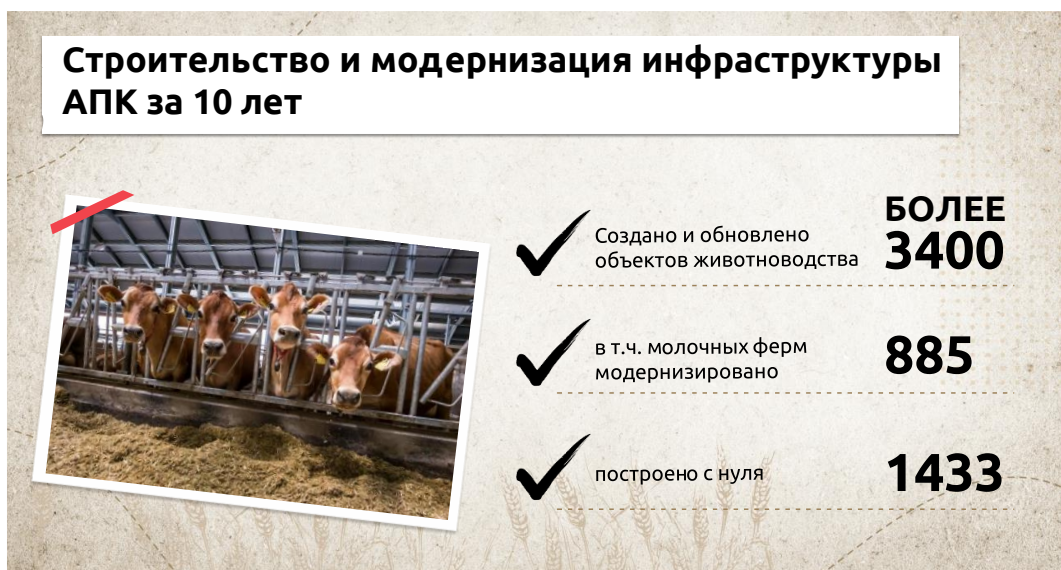 Строительство и модернизация инфраструктуры
АПК за 10 лет
Создано и обновлено
объектов животноводства
БОЛЕЕ
3400
в т.ч. молочных ферм
модернизировано
885
построено с нуля
1433